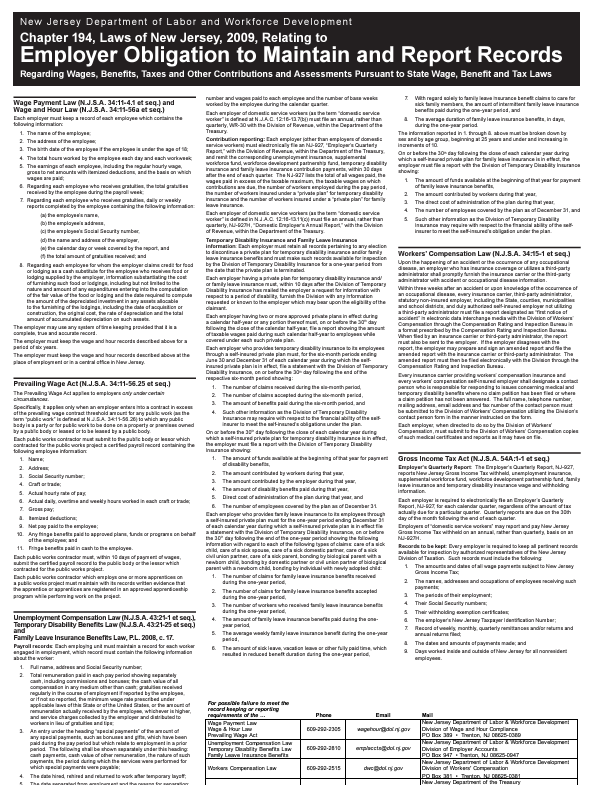 New Jersey Department of Labor and Workforce Development
Chapter 194, Laws of New Jersey, 2009, Relating to
Employer Obligation to Maintain and Report Records
Regarding Wages, Benefits, Taxes and Other Contributions and Assessments Pursuant to State Wage, Benefit and Tax Laws
Wage Payment Law (N.J.S.A. 34:11-4.1 et seq.) and
Wage and Hour Law (N.J.S.A. 34:11-56a et seq.)
Each employer must keep a record of each employee which contains the
following information:
1. The name of the employee;
2. The address of the employee;
3. The birth date of the employee if the employee is under the age of 18;
4. The total hours worked by the employee each day and each workweek;
5. The earnings of each employee, including the regular hourly wage,
gross to net amounts with itemized deductions, and the basis on which
wages are paid;
6. Regarding each employee who receives gratuities, the total gratuities
received by the employee during the payroll week;
7. Regarding each employee who receives gratuities, daily or weekly
reports completed by the employee containing the following information:
(a) the employee's name,
(b) the employee's address,
(c) the employee's Social Security number,
(d) the name and address of the employer,
(e) the calendar day or week covered by the report, and
(f) the total amount of gratuities received; and
8. Regarding each employee for whom the employer claims credit for food
or lodging as a cash substitute for the employee who receives food or
lodging supplied by the employer, information substantiating the cost
of furnishing such food or lodging, including but not limited to the
nature and amount of any expenditures entering into the computation
of the fair value of the food or lodging and the date required to compute
the amount of the depreciated investment in any assets allocable
to the furnishing of the lodging, including the date of acquisition or
construction, the original cost, the rate of depreciation and the total
amount of accumulated depreciation on such assets.
The employer may use any system of time keeping provided that it is a
complete, true and accurate record.
The employer must keep the wage and hour records described above for a
period of six years.
The employer must keep the wage and hour records described above at the
place of employment or in a central office in New Jersey.
Prevailing Wage Act (N.J.S.A. 34:11-56.25 et seq.)
The Prevailing Wage Act applies to employers only under certain
circumstances.
Specifically, it applies only when an employer enters into a contract in excess
of the prevailing wage contract threshold amount for any public work (as the
term "public work" is defined at N.J.S.A. 34:11-56.26) to which any public
body is a party or for public work to be done on a property or premises owned
by a public body or leased or to be leased by a public body.
Each public works contractor must submit to the public body or lessor which
contracted for the public works project a certified payroll record containing the
following employee information:
1. Name;
2. Address;
3. Social Security number;
4. Craft or trade;
5. Actual hourly rate of pay;
6. Actual daily, overtime and weekly hours worked in each craft or trade;
7. Gross pay;
8. Itemized deductions;
9. Net pay paid to the employee;
10. Any fringe benefits paid to approved plans, funds or programs on behalf
of the employee; and
11. Fringe benefits paid in cash to the employee.
Each public works contractor must, within 10 days of payment of wages,
submit the certified payroll record to the public body or the lessor which
contracted for the public works project.
Each public works contractor which employs one or more apprentices on
a public works project must maintain with its records written evidence that
the apprentice or apprentices are registered in an approved apprenticeship
program while performing work on the project.
Unemployment Compensation Law (N.J.S.A. 43:21-1 et seq.),
Temporary Disability Benefits Law (N.J.S.A. 43:21-25 et seq.)
and
Family Leave Insurance Benefits Law, P.L. 2008, c. 17.
Payroll records: Each employing unit must maintain a record for each worker
engaged in employment, which record must contain the following information
about the worker:
1. Full name, address and Social Security number;
2. Total remuneration paid in each pay period showing separately
cash, including commissions and bonuses; the cash value of all
compensation in any medium other than cash; gratuities received
regularly in the course of employment if reported by the employee,
or if not so reported, the minimum wage rate prescribed under
applicable laws of this State or of the United States, or the amount of
remuneration actually received by the employee, whichever is higher,
and service charges collected by the employer and distributed to
workers in lieu of gratuities and tips;
3. An entry under the heading "special payments" of the amount of
any special payments, such as bonuses and gifts, which have been
paid during the pay period but which relate to employment in a prior
period. The following shall be shown separately under this heading:
cash payments, cash value of other remuneration, the nature of such
payments, the period during which the services were performed for
which special payments were payable;
4. The date hired, rehired and returned to work after temporary layoff;
number and wages paid to each employee and the number of base weeks
worked by the employee during the calendar quarter.
Each employer of domestic service workers (as the term "domestic service
worker" is defined at N.J.A.C. 12:16-13.7(b)) must file an annual, rather than
quarterly, WR-30 with the Division of Revenue, within the Department of the
Treasury.
Contribution reporting: Each employer (other than employers of domestic
service workers) must electronically file an NJ-927, "Employer's Quarterly
Report," with the Division of Revenue, within the Department of the Treasury,
and remit the corresponding unemployment insurance, supplemental
workforce fund, workforce development partnership fund, temporary disability
insurance and family leave insurance contribution payments, within 30 days
after the end of each quarter. The NJ-927 lists the total of all wages paid, the
wages paid in excess of the taxable maximum, the taxable wages on which
contributions are due, the number of workers employed during the pay period,
the number of workers insured under a "private plan" for temporary disability
insurance and the number of workers insured under a "private plan" for family
leave insurance.
Each employer of domestic service workers (as the term "domestic service
worker" is defined in N.J.A.C. 12:16-13.11(c)) must file an annual, rather than
quarterly, NJ-927H, "Domestic Employer's Annual Report," with the Division of
Revenue, within the Department of the Treasury.
Temporary Disability Insurance and Family Leave Insurance
information: Each employer must retain all records pertaining to any election
to discontinue a private plan for temporary disability insurance and/or family
leave insurance benefits and must make such records available for inspection
by the Division of Temporary Disability Insurance for a one-year period from
the date that the private plan is terminated.
Each employer having a private plan for temporary disability insurance and/
or family leave insurance must, within 10 days after the Division of Temporary
Disability Insurance has mailed the employer a request for information with
respect to a period of disability, furnish the Division with any information
requested or known to the employer which may bear upon the eligibility of the
claimant.
Each employer having two or more approved private plans in effect during
a calendar half-year or any portion thereof must, on or before the 30th day
following the close of the calendar half-year, file a report showing the amount
of taxable wages paid during such calendar half-year to employees while
covered under each such private plan.
Each employer who provides temporary disability insurance to its employees
through a self-insured private plan must, for the six-month periods ending
June 30 and December 31 of each calendar year during which the self-
insured private plan is in effect, file a statement with the Division of Temporary
Disability Insurance, on or before the 30th day following the end of the
respective six-month period showing:
1. The number of claims received during the six-month period,
2. The number of claims accepted during the six-month period,
3. The amount of benefits paid during the six-month period, and
4. Such other information as the Division of Temporary Disability
Insurance may require with respect to the financial ability of the self-
insurer to meet the self-insured's obligations under the plan.
On or before the 30th day following the close of each calendar year during
which a self-insured private plan for temporary disability insurance is in effect,
the employer must file a report with the Division of Temporary Disability
Insurance showing:
1. The amount of funds available at the beginning of that year for payment
of disability benefits,
2. The amount contributed by workers during that year,
3. The amount contributed by the employer during that year,
4. The amount of disability benefits paid during that year,
5. Direct cost of administration of the plan during that year, and
6. The number of employees covered by the plan as of December 31.
Each employer who provides family leave insurance to its employees through
a self-insured private plan must for the one-year period ending December 31
of each calendar year during which a self-insured private plan is in effect file
a statement with the Division of Temporary Disability Insurance, on or before
the 30th day following the end of the one-year period showing the following
information with regard to each of the following types of claims: care of a sick
child, care of a sick spouse, care of a sick domestic partner, care of a sick
civil union partner, care of a sick parent, bonding by biological parent with a
newborn child, bonding by domestic partner or civil union partner of biological
parent with a newborn child, bonding by individual with newly adopted child:
1. The number of claims for family leave insurance benefits received
during the one-year period,
2. The number of claims for family leave insurance benefits accepted
during the one-year period,
3. The number of workers who received family leave insurance benefits
during the one-year period,
4. The amount of family leave insurance benefits paid during the one-
year period,
5. The average weekly family leave insurance benefit during the one-year
period,
6. The amount of sick leave, vacation leave or other fully paid time, which
resulted in reduced benefit duration during the one-year period,
7. With regard solely to family leave insurance benefit claims to care for
sick family members, the amount of intermittent family leave insurance
benefits paid during the one-year period, and
8. The average duration of family leave insurance benefits, in days,
during the one-year period.
The information reported in 1. through 8. above must be broken down by
sex and by age group, beginning at 25 years and under and increasing in
increments of 10.
On or before the 30th day following the close of each calendar year during
which a self-insured private plan for family leave insurance is in effect, the
employer must file a report with the Division of Temporary Disability Insurance
showing:
1. The amount of funds available at the beginning of that year for payment
of family leave insurance benefits,
2. The amount contributed by workers during that year,
3. The direct cost of administration of the plan during that year,
4. The number of employees covered by the plan as of December 31, and
5. Such other information as the Division of Temporary Disability
Insurance may require with respect to the financial ability of the self-
insurer to meet the self-insured's obligation under the plan.
Workers' Compensation Law (N.J.S.A. 34:15-1 et seq.)
Upon the happening of an accident or the occurrence of any occupational
disease, an employer who has insurance coverage or utilizes a third-party
administrator shall promptly furnish the insurance carrier or the third-party
administrator with accident or occupational disease information.
Within three weeks after an accident or upon knowledge of the occurrence of
an occupational disease, every insurance carrier, third-party administrator,
statutory non-insured employer, including the State, counties, municipalities
and school districts, and duly authorized self-insured employer not utilizing
a third-party administrator must file a report designated as "first notice of
accident" in electronic data interchange media with the Division of Workers'
Compensation through the Compensation Rating and Inspection Bureau in
a format prescribed by the Compensation Rating and Inspection Bureau.
When filed by an insurance carrier or third-party administrator, the report
must also be sent to the employer. If the employer disagrees with the
report, the employer may prepare and sign an amended report and file the
amended report with the insurance carrier or third-party administrator. The
amended report must then be filed electronically with the Division through the
Compensation Rating and Inspection Bureau.
Every insurance carrier providing workers' compensation insurance and
every workers' compensation self-insured employer shall designate a contact
person who is responsible for responding to issues concerning medical and
temporary disability benefits where no claim petition has been filed or where
a claim petition has not been answered. The full name, telephone number,
mailing address, email address and fax number of the contact person must
be submitted to the Division of Workers' Compensation utilizing the Division's
contact person form in the manner instructed on the form.
Each employer, when directed to do so by the Division of Workers'
Compensation, must submit to the Division of Workers' Compensation copies
of such medical certificates and reports as it may have on file.
Gross Income Tax Act (N.J.S.A. 54A:1-1 et seq.)
Employer's Quarterly Report: The Employer's Quarterly Report, NJ-927,
reports New Jersey Gross Income Tax withheld, unemployment insurance,
supplemental workforce fund, workforce development partnership fund, family
leave insurance and temporary disability insurance wage and withholding
information.
Each employer is required to electronically file an Employer's Quarterly
Report, NJ-927, for each calendar quarter, regardless of the amount of tax
actually due for a particular quarter. Quarterly reports are due on the 30th
day of the month following the end of each quarter.
Employers of "domestic service workers" may report and pay New Jersey
Gross Income Tax withheld on an annual, rather than quarterly, basis on an
NJ-927H.
Records to be kept: Every employer is required to keep all pertinent records
available for inspection by authorized representatives of the New Jersey
Division of Taxation. Such records must include the following:
1. The amounts and dates of all wage payments subject to New Jersey
Gross Income Tax;
2. The names, addresses and occupations of employees receiving such
payments;
3. The periods of their employment;
4. Their Social Security numbers;
5. Their withholding exemption certificates;
6. The employer's New Jersey Taxpayer Identification Number;
7. Record of weekly, monthly, quarterly remittances and/or returns and
annual returns filed;
8. The dates and amounts of payments made; and
9. Days worked inside and outside of New Jersey for all nonresident
employees.
For possible failure to meet the
record keeping or reporting
requirements of the ... Phone Email Mail
Wage Payment Law
Wage & Hour Law
Prevailing Wage Act
609-292-2305 wagehour@dol.nj.gov
New Jersey Department of Labor & Workforce Development
Division of Wage and Hour Compliance
PO Box 389 • Trenton, NJ 08625-0389
Unemployment Compensation Law
Temporary Disability Benefits Law
Family Leave Insurance Benefits
609-292-2810 emplaccts@dol.nj.gov
New Jersey Department of Labor & Workforce Development
Division of Employer Accounts
PO Box 947 • Trenton, NJ 08625-0947
Workers Compensation Law
609-292-2515 dwc@dol.nj.gov
New Jersey Department of Labor & Workforce Development
Division of Workers' Compensation
PO Box 381 • Trenton, NJ 08625-0381
New Jersey Department of the Treasury